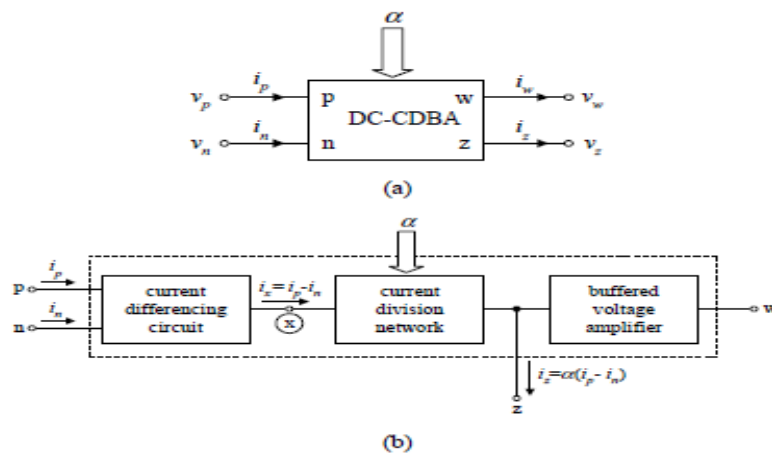 α
i_p i_w
v_p p w v_w
DC-CDBA
i_n i_z
v_n n z v_z
(a)
α
i_p
p
i_n
n
current
differencing
circuit
i_x= i_p-i_n
x
current
division
network
buffered
voltage
amplifier
w
i_z=α(i_p - i_n)
z
(b)